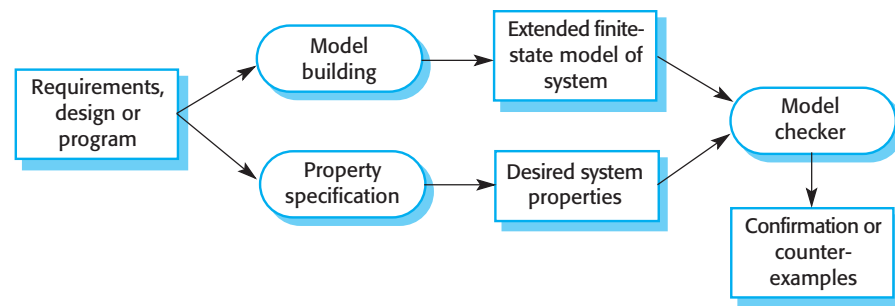 Requirements,
design or
program
Model
building
Extended finite-
state model of
system
Property
specification
Desired system
properties
Model
checker
Confirmation or
counter-
examples